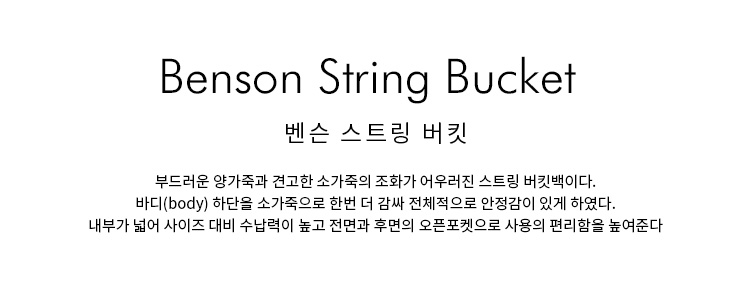 Benson String Bucket
벤슨 스트링 버킷
부드러운 양가죽과 견고한 소가죽의 조화가 어우러진 스트링 버킷백이다.
바디(body) 하단을 소가죽으로 한번 더 감싸 전체적으로 안정감이 있게 하였다.
내부가 넓어 사이즈 대비 수납력이 높고 전면과 후면의 오픈포켓으로 사용의 편리함을 높여준다